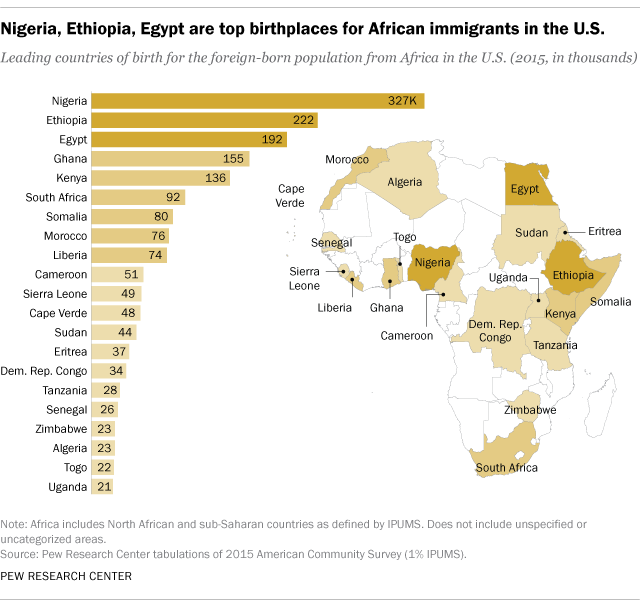 Nigeria, Ethiopia, Egypt are top birthplaces for African immigrants in the U.S.
Leading countries of birth for the foreign-born population from Africa in the U.S. (2015, in thousands)
Nigeria 327K
Ethiopia 222
Egypt 192
Ghana 155
Kenya 136
South Africa 92
Somalia 80
Morocco 76
Liberia 74
Cameroon 51
Sierra Leone 49
Cape Verde 48
Sudan 44
Eritrea 37
Dem. Rep. Congo 34
Tanzania 28
Senegal 26
Zimbabwe 23
Algeria 23
Togo 22
Uganda 21
Morocco
Algeria
Egypt
Cape
Verde
Senegal
Togo
Sudan
Eritrea
Sierra
Leone
Nigeria
Uganda
Ethiopia
Liberia
Ghana
Somalia
Kenya
Cameroon
Dem. Rep.
Congo
Tanzania
Zimbabwe
South Africa
Note: Africa includes North African and sub-Saharan countries as defined by IPUMS. Does not include unspecified or
uncategorized areas.
Source: Pew Research Center tabulations of 2015 American Community Survey (1% IPUMS).
PEW RESEARCH CENTER